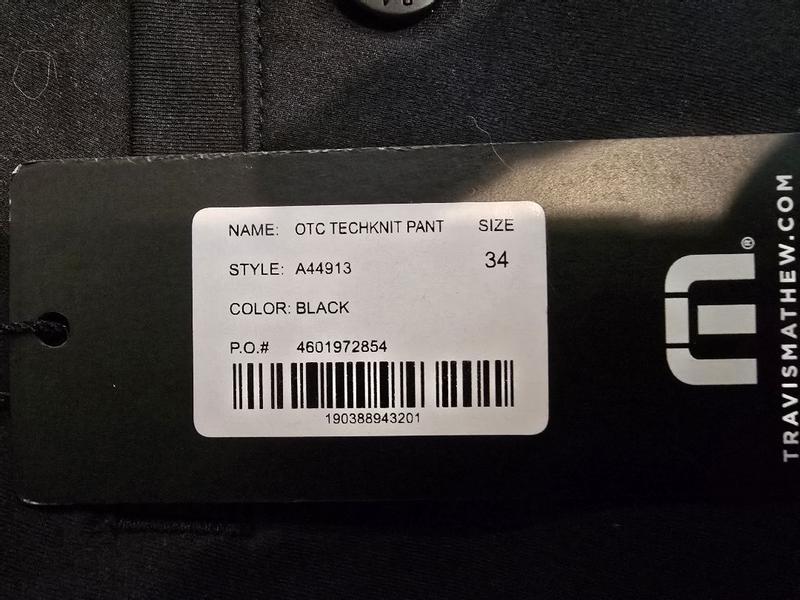 NAME: OTC TECHKNIT PANT SIZE
STYLE: A44913 34
COLOR: BLACK
P.O.# 4601972854
190388943201
TRAVISMATHEW.COM
®